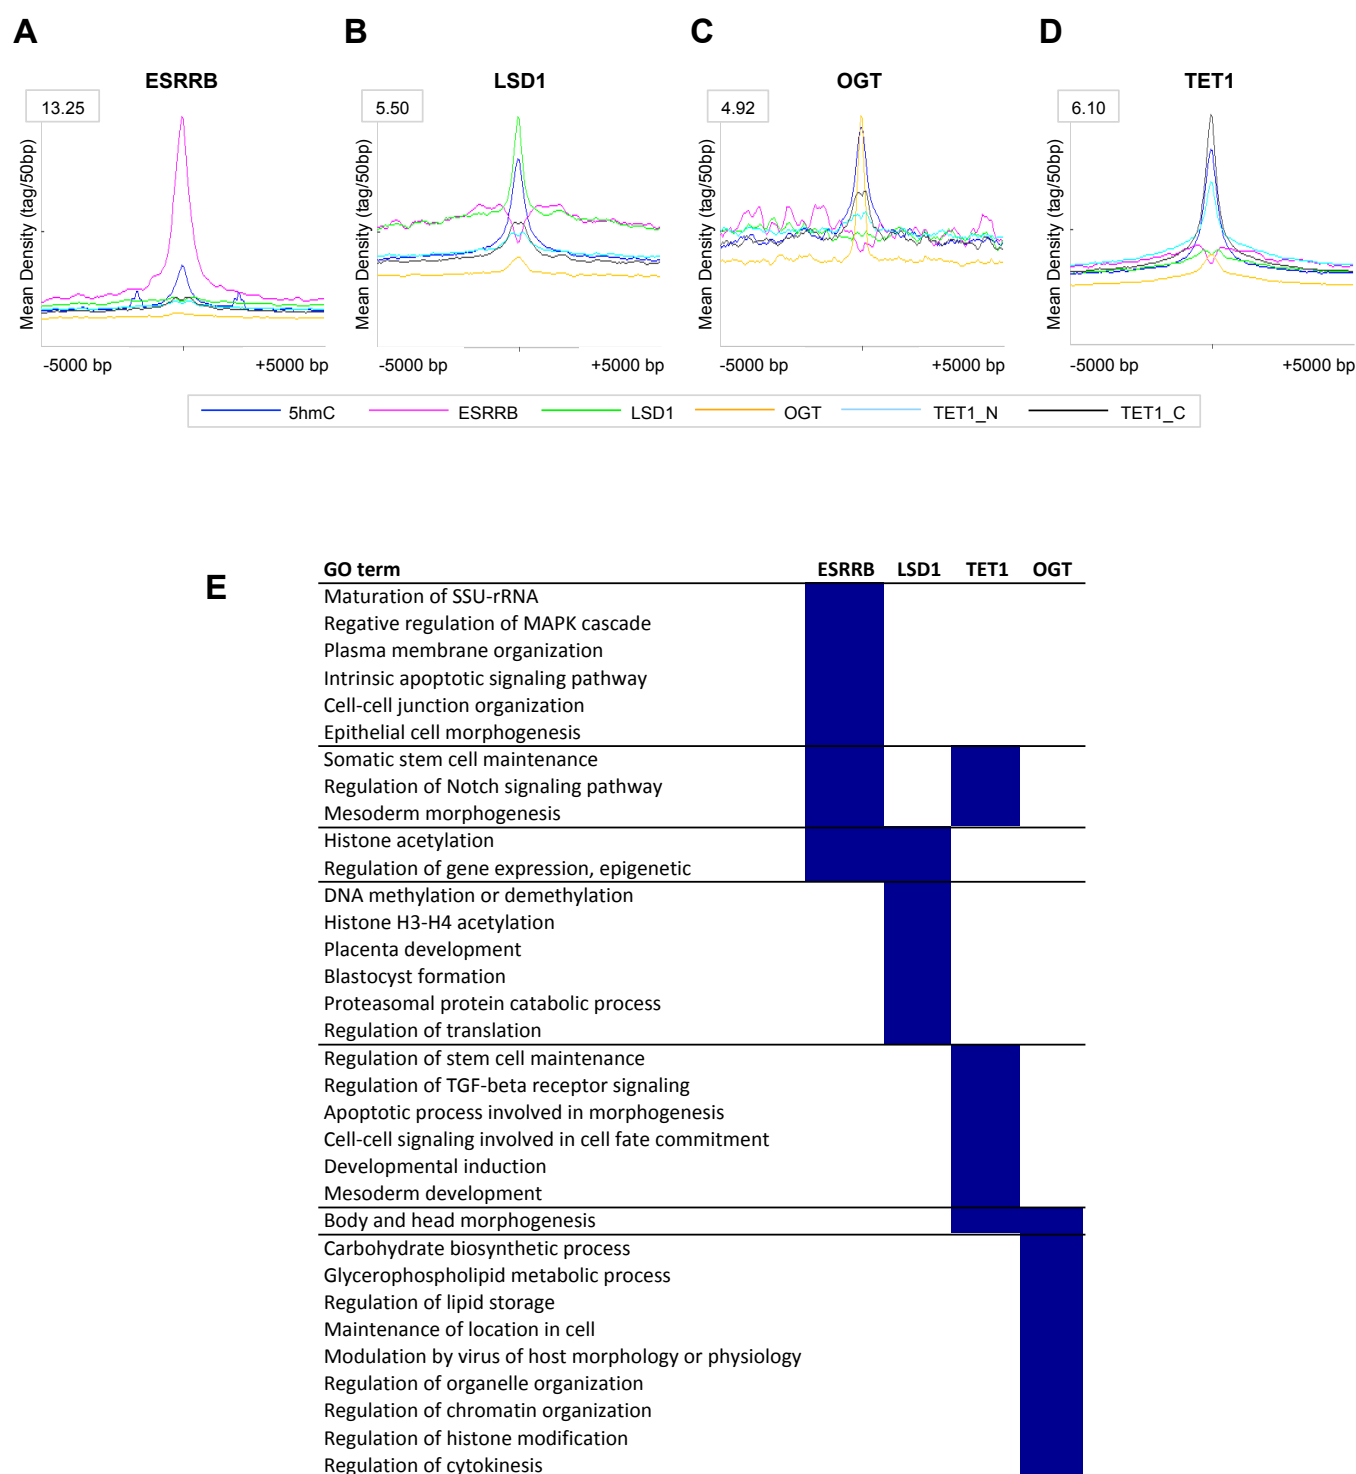 A
B
C
D
ESRRB
LSD1
OGT
TET1
13.25
5.50
4.92
6.10
Mean Density (tag/50bp)
Mean Density (tag/50bp)
Mean Density (tag/50bp)
Mean Density (tag/50bp)
-5000 bp +5000 bp
-5000 bp +5000 bp
-5000 bp +5000 bp
-5000 bp +5000 bp
5hmC ESRRB LSD1 OGT TET1_N TET1_C
E
GO term ESRRB LSD1 TET1 OGT
Maturation of SSU-rRNA
Regative regulation of MAPK cascade
Plasma membrane organization
Intrinsic apoptotic signaling pathway
Cell-cell junction organization
Epithelial cell morphogenesis
Somatic stem cell maintenance
Regulation of Notch signaling pathway
Mesoderm morphogenesis
Histone acetylation
Regulation of gene expression, epigenetic
DNA methylation or demethylation
Histone H3-H4 acetylation
Placenta development
Blastocyst formation
Proteasomal protein catabolic process
Regulation of translation
Regulation of stem cell maintenance
Regulation of TGF-beta receptor signaling
Apoptotic process involved in morphogenesis
Cell-cell signaling involved in cell fate commitment
Developmental induction
Mesoderm development
Body and head morphogenesis
Carbohydrate biosynthetic process
Glycerophospholipid metabolic process
Regulation of lipid storage
Maintenance of location in cell
Modulation by virus of host morphology or physiology
Regulation of organelle organization
Regulation of chromatin organization
Regulation of histone modification
Regulation of cytokinesis